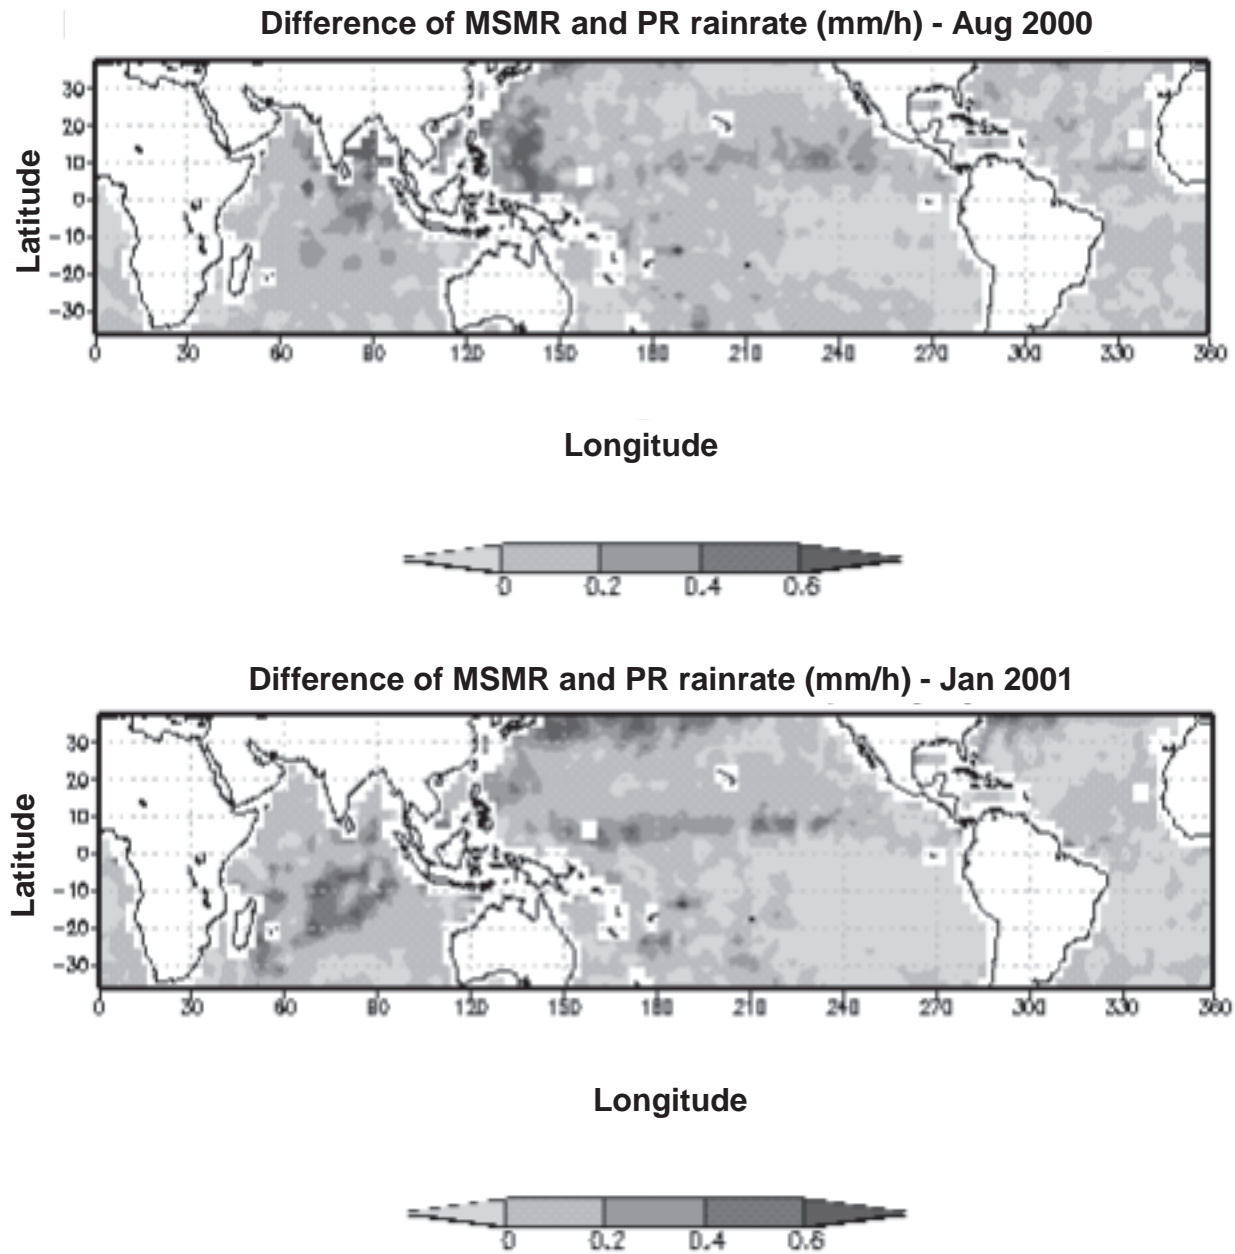 Difference of MSMR and PR rainrate (mm/h) - Aug 2000
Latitude
30
20
10
0
-10
-20
-30
0 30 60 90 120 150 180 210 240 270 300 330 360
Longitude
0 0.2 0.4 0.6
Difference of MSMR and PR rainrate (mm/h) - Jan 2001
Latitude
30
20
10
0
-10
-20
-30
0 30 60 90 120 150 180 210 240 270 300 330 360
Longitude
0 0.2 0.4 0.6